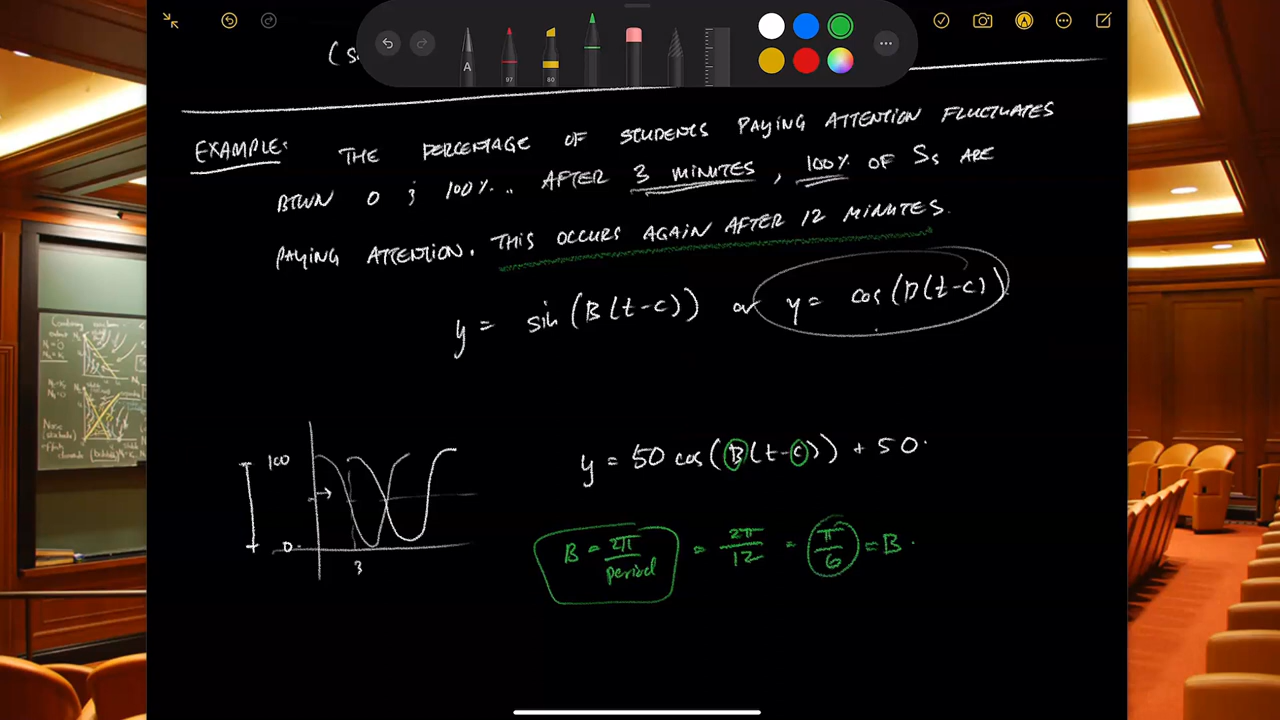 (S
A
97
80
EXAMPLE: THE PERCENTAGE OF STUDENTS PAYING ATTENTION FLUCTUATES
BTWN 0 & 100%. AFTER 3 MINUTES, 100% OF Ss ARE
PAYING ATTENTION. THIS OCCURS AGAIN AFTER 12 MINUTES.
y = sin(B(t-c)) or y = cos(B(t-c))
y = 50 cos(B(t-c)) + 50.
100
0
3
B = 2π/period = 2π/12 = π/6 = B.